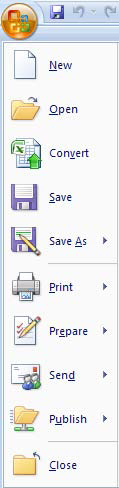 New
Open
Convert
Save
Save As
Print
Prepare
Send
Publish
Close